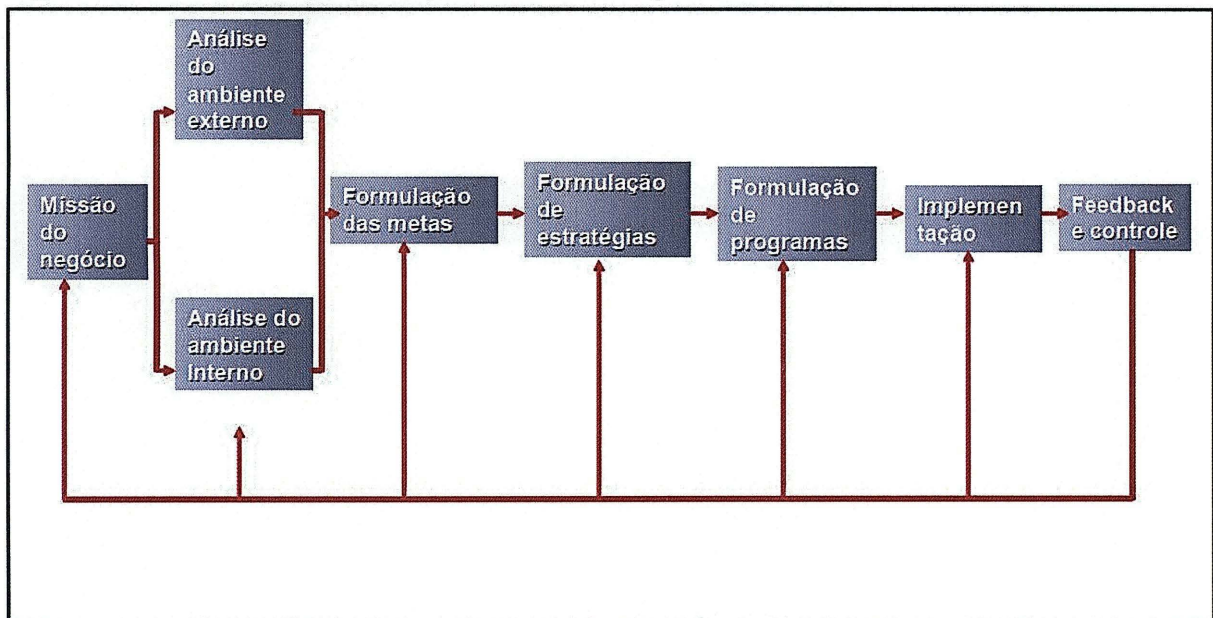 Análise
do
ambiente
externo
Missão
do
negócio
Análise do
ambiente
Interno
Formulação
das metas
Formulação
de
estratégias
Formulação
de
programas
Implemen
tação
Feedback
e controle